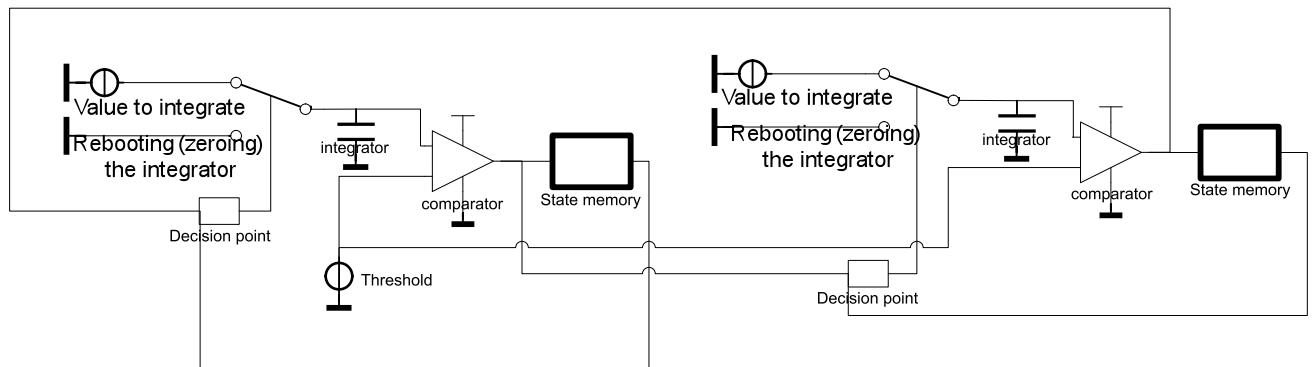 Value to integrate
Rebooting (zeroing)
the integrator
integrator
comparator
State memory
Decision point
Threshold
Value to integrate
Rebooting (zeroing)
the integrator
integrator
comparator
State memory
Decision point